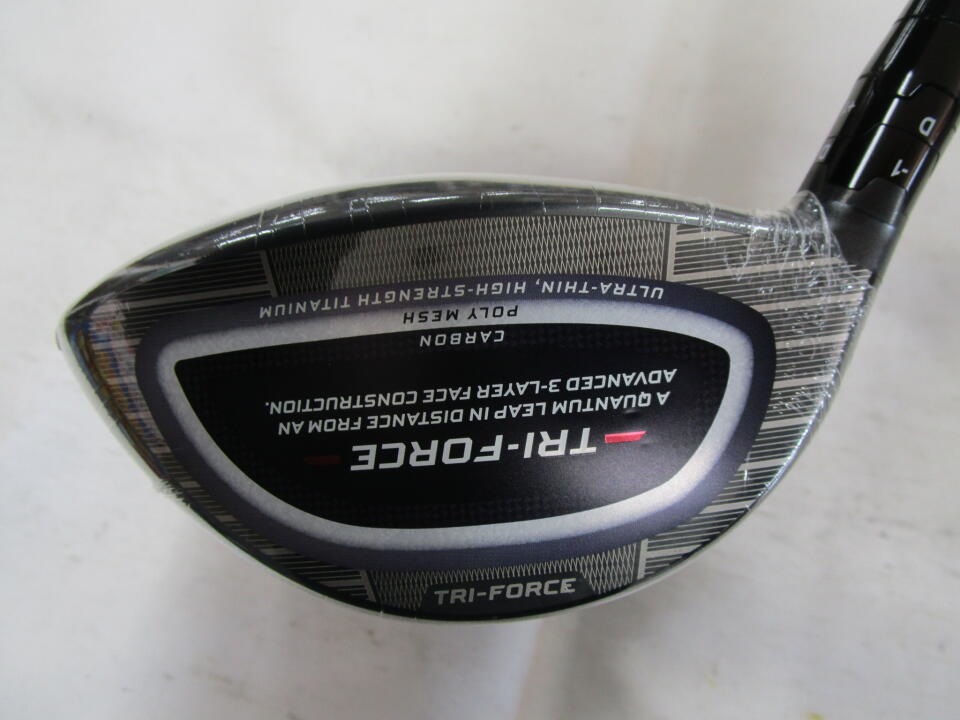 TRI-FORCE
A QUANTUM LEAP IN DISTANCE FROM AN
ADVANCED 3-LAYER FACE CONSTRUCTION.
CARBON
POLY MESH
ULTRA-THIN, HIGH-STRENGTH TITANIUM
TRI-FORCE
D
-1